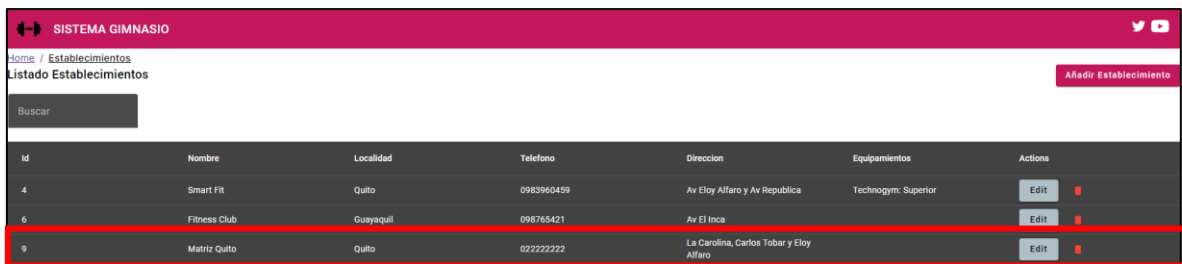 SISTEMA GIMNASIO
Home / Establecimientos
Listado Establecimientos
Añadir Establecimiento
Buscar
Id Nombre Localidad Telefono Direccion Equipamientos Actions
4 Smart Fit Quito 0983960459 Av Eloy Alfaro y Av Republica Technogym: Superior Edit
6 Fitness Club Guayaquil 098765421 Av El Inca Edit
9 Matriz Quito Quito 022222222 La Carolina, Carlos Tobar y Eloy Edit
Alfaro